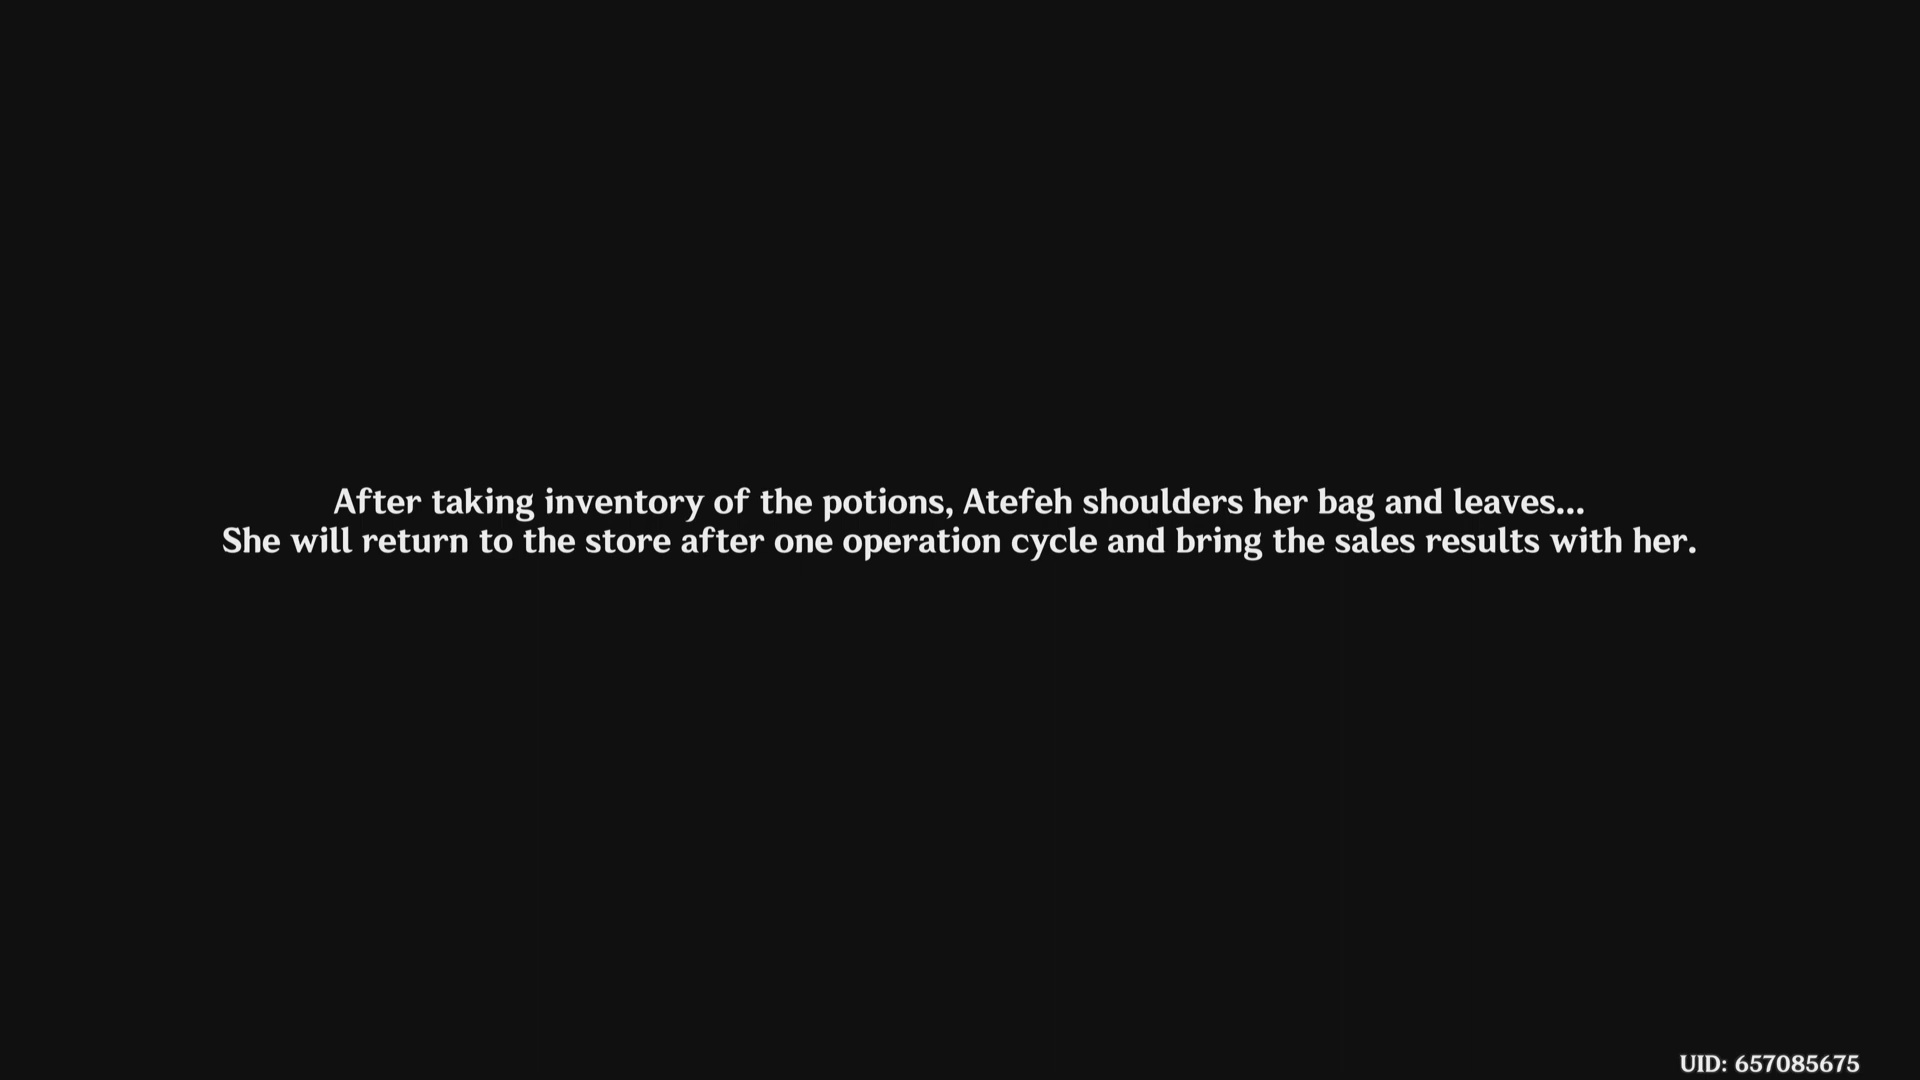 After taking inventory of the potions, Atefeh shoulders her bag and leaves...
She will return to the store after one operation cycle and bring the sales results with her.
UID: 657085675